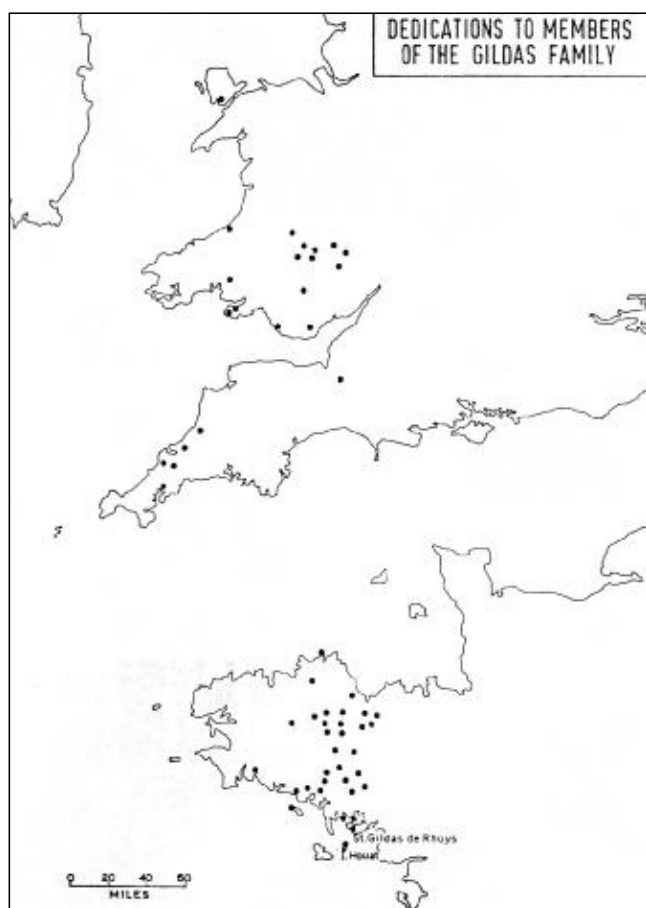 DEDICATIONS TO MEMBERS
OF THE GILDAS FAMILY
St. Gildas de Rhuys
I. Houat
0 20 40 60
MILES